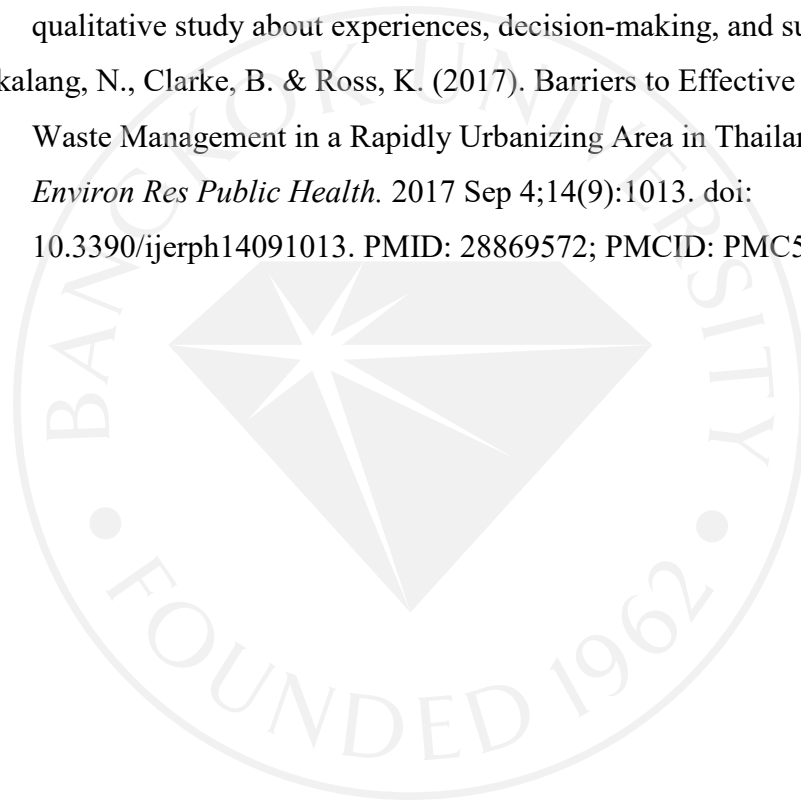 qualitative study about experiences, decision-making, and su
kalang, N., Clarke, B. & Ross, K. (2017). Barriers to Effective
Waste Management in a Rapidly Urbanizing Area in Thailan
Environ Res Public Health. 2017 Sep 4;14(9):1013. doi:
10.3390/ijerph14091013. PMID: 28869572; PMCID: PMC5
BANGKOK UNIVERSITY
FOUNDED 1962